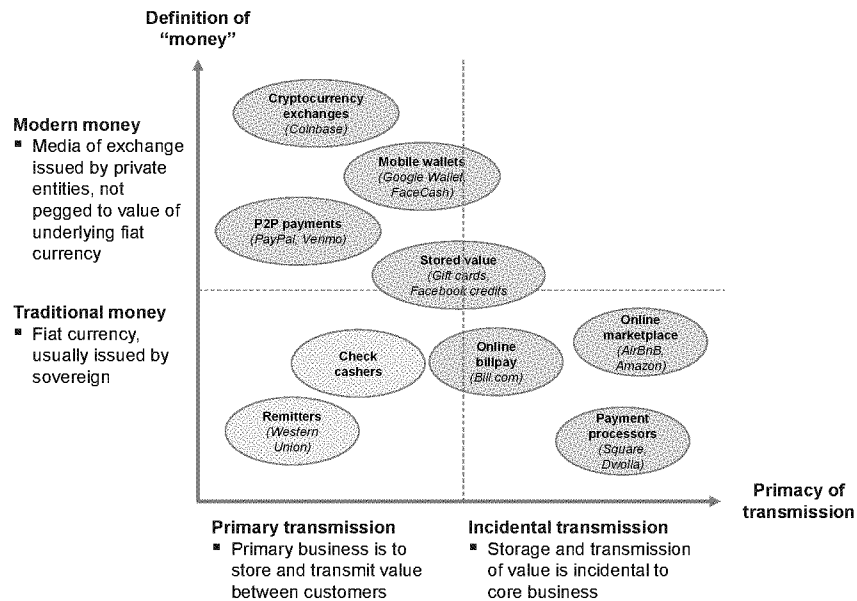 Definition of
“money”
Modern money
▪ Media of exchange
issued by private
entities, not
pegged to value of
underlying fiat
currency
Traditional money
▪ Fiat currency,
usually issued by
sovereign
Cryptocurrency
exchanges
(Coinbase)
Mobile wallets
(Google Wallet,
FaceCash)
P2P payments
(PayPal, Venmo)
Stored value
(Gift cards,
Facebook credits
Check
cashers
Online
billpay
(Bill.com)
Online
marketplace
(AirBnB,
Amazon)
Remitters
(Western
Union)
Payment
processors
(Square,
Dwolla)
Primacy of
transmission
Primary transmission
▪ Primary business is to
store and transmit value
between customers
Incidental transmission
▪ Storage and transmission
of value is incidental to
core business